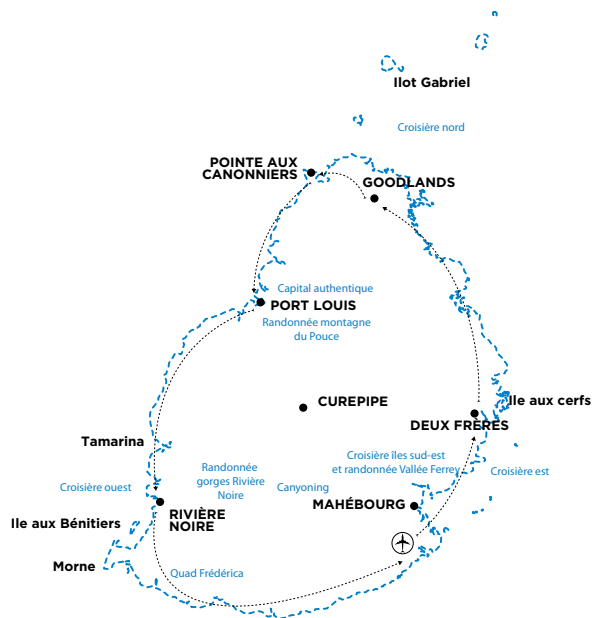 Ilot Gabriel
Croisière nord
POINTE AUX
CANONNIERS
GOODLANDS
Capital authentique
PORT LOUIS
Randonnée montagne
du Pouce
CUREPIPE
Ile aux cerfs
DEUX FRÈRES
Tamarina
Croisière îles sud-est
et randonnée Vallée Ferrey
Croisière est
Randonnée
gorges Rivière
Noire
Canyoning
Croisière ouest
MAHÉBOURG
RIVIÈRE
NOIRE
Ile aux Bénitiers
Morne
Quad Frédérica